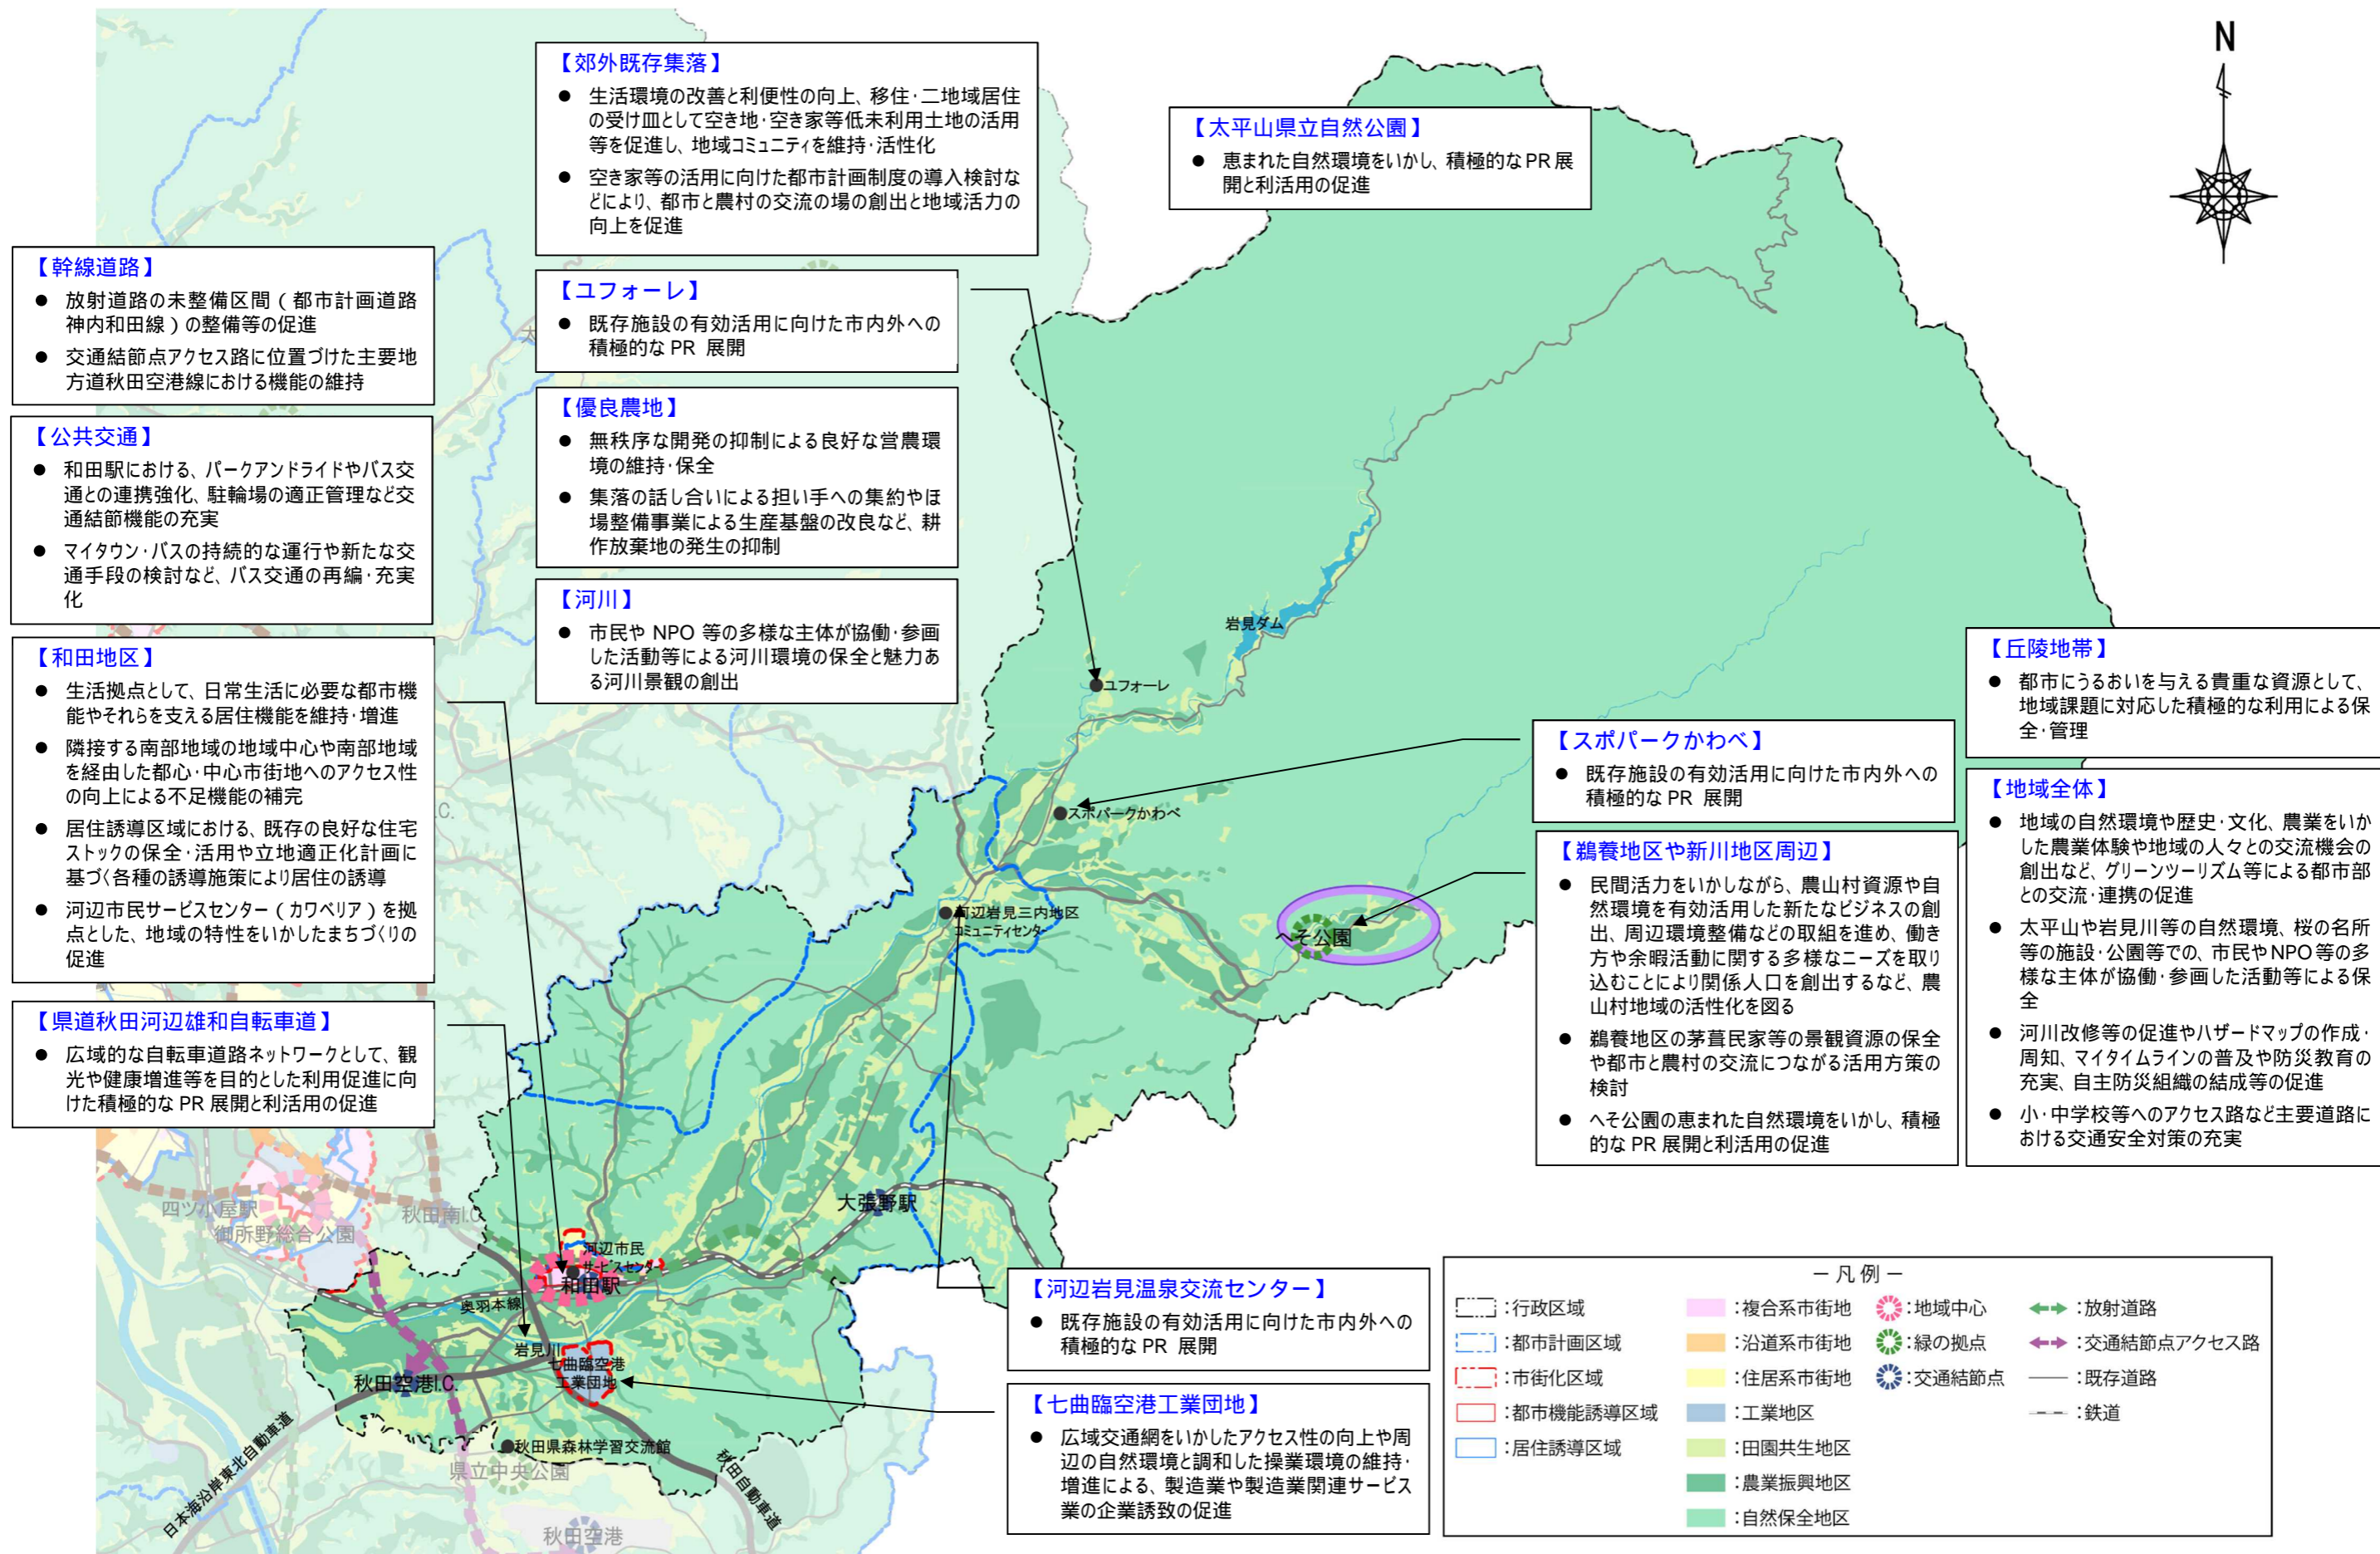 【郊外既存集落】
● 生活環境の改善と利便性の向上、移住・二地域居住
の受け皿として空き地・空き家等低未利用土地の活用
等を促進し、地域コミュニティを維持・活性化
● 空き家等の活用に向けた都市計画制度の導入検討な
どにより、都市と農村の交流の場の創出と地域活力の
向上を促進
【太平山県立自然公園】
● 恵まれた自然環境をいかし、積極的なPR展
開と利活用の促進
N
【幹線道路】
● 放射道路の未整備区間（都市計画道路
神内和田線）の整備等の促進
● 交通結節点アクセス路に位置づけた主要地
方道秋田空港線における機能の維持
【ユフォーレ】
● 既存施設の有効活用に向けた市内外への
積極的な PR 展開
【優良農地】
● 無秩序な開発の抑制による良好な営農環
境の維持・保全
● 集落の話し合いによる担い手への集約やほ
場整備事業による生産基盤の改良など、耕
作放棄地の発生の抑制
【公共交通】
● 和田駅における、パークアンドライドやバス交
通との連携強化、駐輪場の適正管理など交
通結節機能の充実
● マイタウン・バスの持続的な運行や新たな交
通手段の検討など、バス交通の再編・充実
化
【河川】
● 市民や NPO 等の多様な主体が協働・参画
した活動等による河川環境の保全と魅力あ
る河川景観の創出
【和田地区】
● 生活拠点として、日常生活に必要な都市機
能やそれらを支える居住機能を維持・増進
● 隣接する南部地域の地域中心や南部地域
を経由した都心・中心市街地へのアクセス性
の向上による不足機能の補完
● 居住誘導区域における、既存の良好な住宅
ストックの保全・活用や立地適正化計画に
基づく各種の誘導施策により居住の誘導
● 河辺市民サービスセンター（カワベリア）を拠
点とした、地域の特性をいかしたまちづくりの
促進
【県道秋田河辺雄和自転車道】
● 広域的な自転車道路ネットワークとして、観
光や健康増進等を目的とした利用促進に向
けた積極的な PR 展開と利活用の促進
【丘陵地帯】
● 都市にうるおいを与える貴重な資源として、
地域課題に対応した積極的な利用による保
全・管理
【スポパークかわべ】
● 既存施設の有効活用に向けた市内外への
積極的な PR 展開
【鵜養地区や新川地区周辺】
● 民間活力をいかしながら、農山村資源や自
然環境を有効活用した新たなビジネスの創
出、周辺環境整備などの取組を進め、働き
方や余暇活動に関する多様なニーズを取り
込むことにより関係人口を創出するなど、農
山村地域の活性化を図る
● 鵜養地区の茅葺民家等の景観資源の保全
や都市と農村の交流につながる活用方策の
検討
● へそ公園の恵まれた自然環境をいかし、積極
的な PR 展開と利活用の促進
【地域全体】
● 地域の自然環境や歴史・文化、農業をいか
した農業体験や地域の人々との交流機会の
創出など、グリーンツーリズム等による都市部
との交流・連携の促進
● 太平山や岩見川等の自然環境、桜の名所
等の施設・公園等での、市民やNPO等の多
様な主体が協働・参画した活動等による保
全
● 河川改修等の促進やハザードマップの作成・
周知、マイタイムラインの普及や防災教育の
充実、自主防災組織の結成等の促進
● 小・中学校等へのアクセス路など主要道路に
おける交通安全対策の充実
岩見ダム
ユフォーレ
スポパークかわべ
河辺岩見三内地区
コミュニティセンター
へそ公園
大張野駅
四ツ小屋駅
御所野総合公園
秋田南I.C.
河辺市民
サービスセンター
和田駅
奥羽本線
岩見川
七曲臨空港
工業団地
秋田空港I.C.
秋田県森林学習交流館
県立中央公園
日本海沿岸東北自動車道
秋田自動車道
秋田空港
【河辺岩見温泉交流センター】
● 既存施設の有効活用に向けた市内外への
積極的な PR 展開
【七曲臨空港工業団地】
● 広域交通網をいかしたアクセス性の向上や周
辺の自然環境と調和した操業環境の維持・
増進による、製造業や製造業関連サービス
業の企業誘致の促進
－凡例－
：行政区域
：都市計画区域
：市街化区域
：都市機能誘導区域
：居住誘導区域
：複合系市街地
：沿道系市街地
：住居系市街地
：工業地区
：田園共生地区
：農業振興地区
：自然保全地区
：地域中心
：緑の拠点
：交通結節点
：放射道路
：交通結節点アクセス路
：既存道路
：鉄道